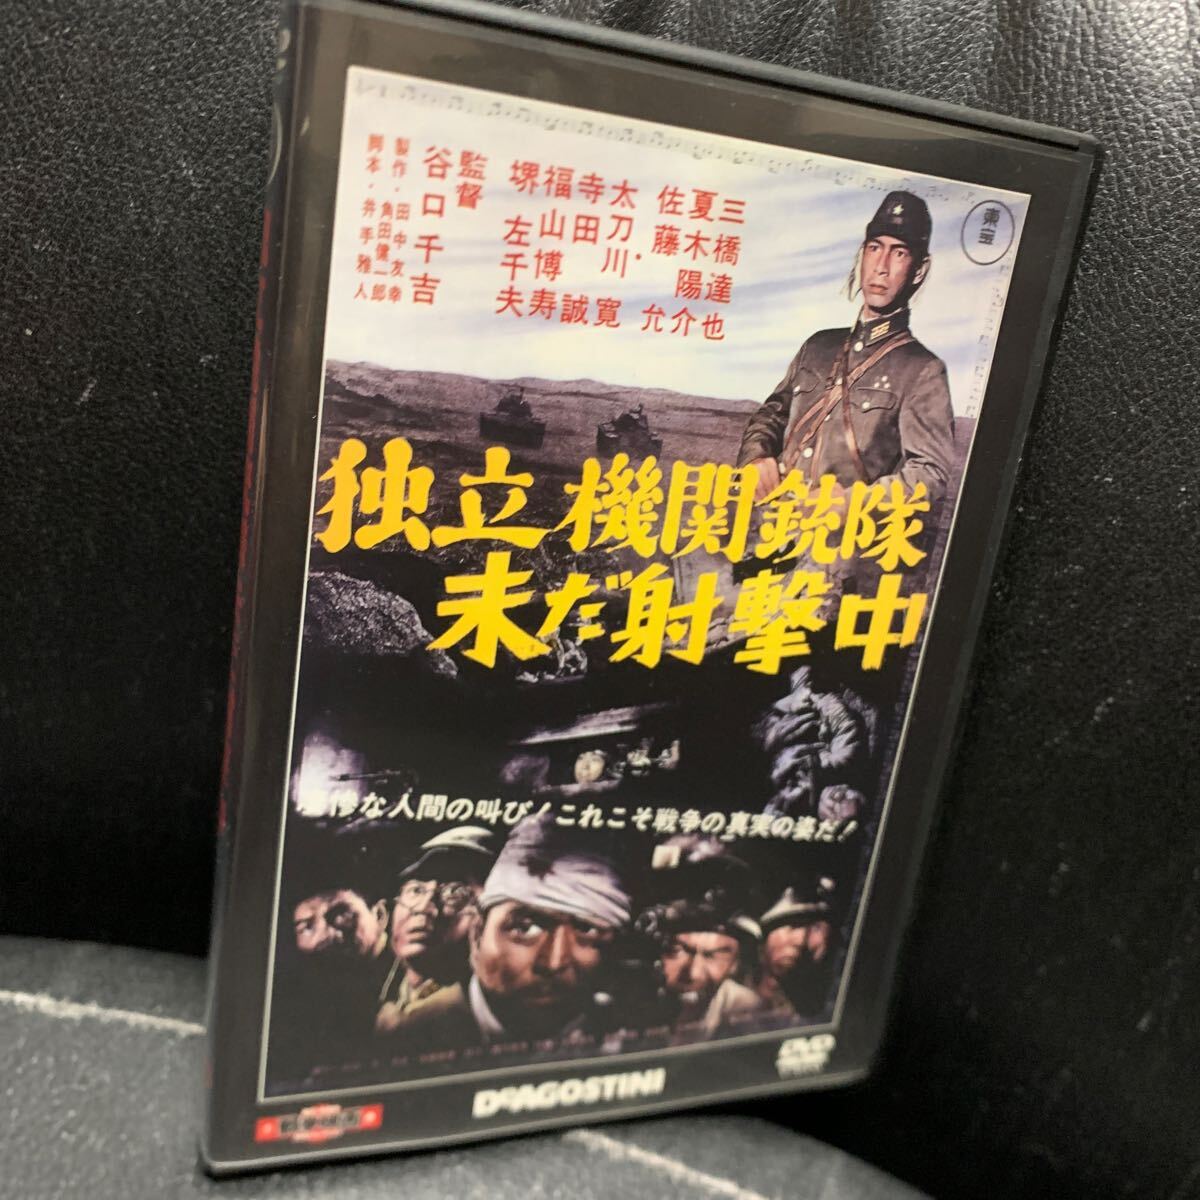 三橋達也
夏木陽介
佐藤允
太刀川寛
寺田誠
福山博寿
堺左千夫
監督
谷口千吉
製作・田中友幸
角田健一郎
脚本・井手雅人
東宝
独立機関銃隊
未だ射撃中
惨な人間の叫び!これこそ戦争の真実の姿だ!
DVD
DeAGOSTINI